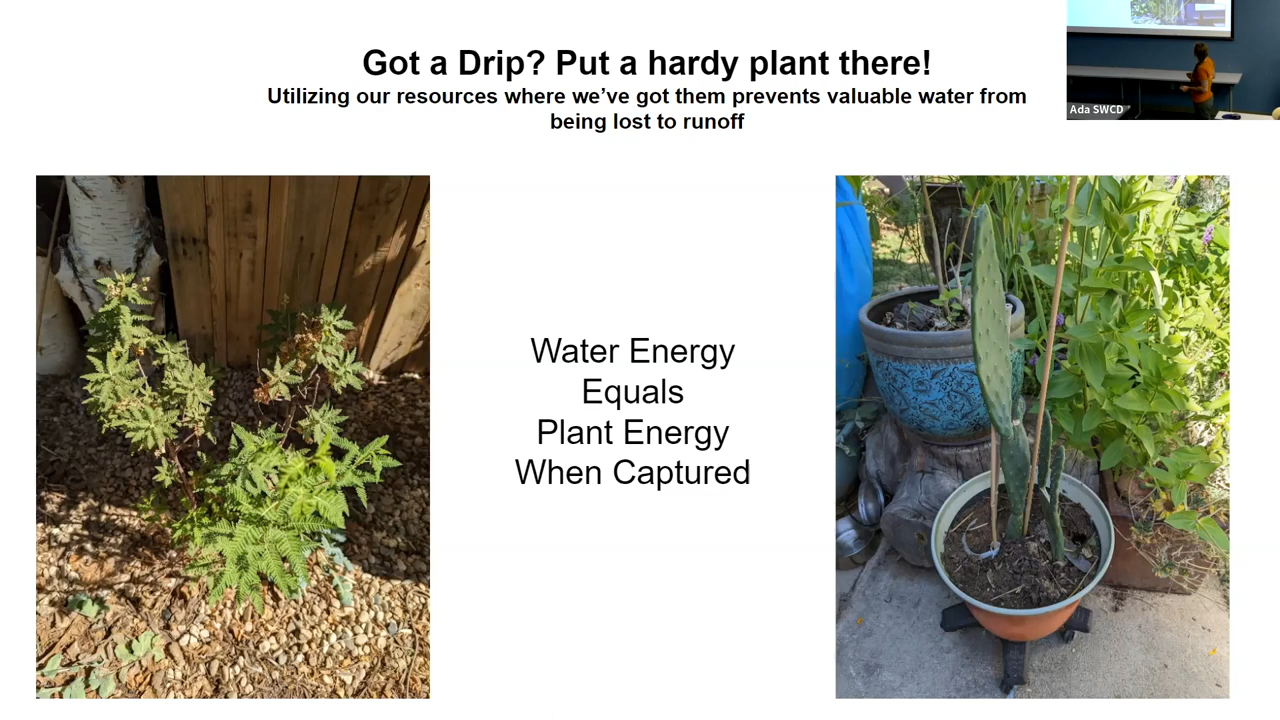 Got a Drip? Put a hardy plant there!
Utilizing our resources where we’ve got them prevents valuable water from
being lost to runoff
Ada SWCD
Water Energy
Equals
Plant Energy
When Captured